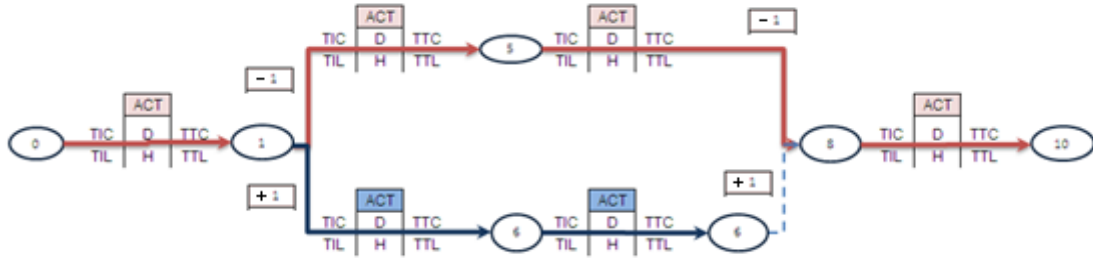 ACT ACT - 1
TIC D TTC 5 TIC D TTC
TIL H TTL TIL H TTL
- 1
ACT ACT
0 TIC D TTC 1 8 TIC D TTC 10
TIL H TTL TIL H TTL
+ 1 + 1
ACT ACT
TIC D TTC 6 TIC D TTC 6
TIL H TTL TIL H TTL